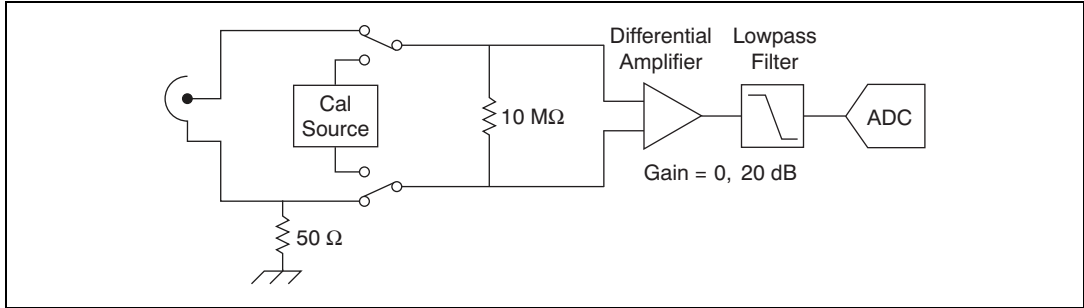 Differential
Amplifier
Lowpass
Filter
Cal
Source
10 MΩ
ADC
Gain = 0, 20 dB
50 Ω